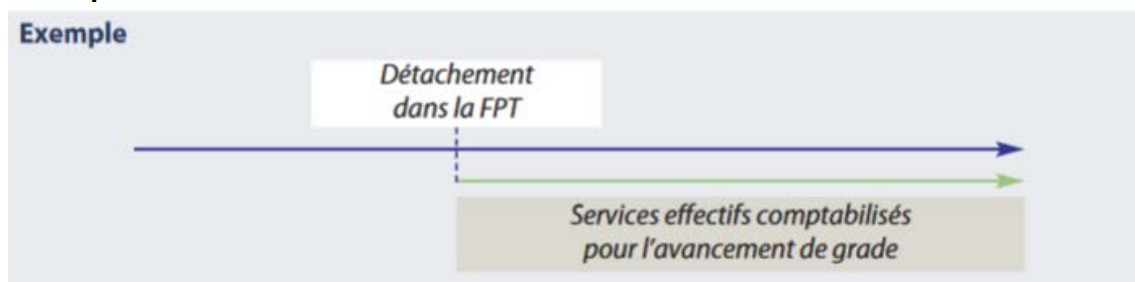 Exemple
Détachement
dans la FPT
Services effectifs comptabilisés
pour l'avancement de grade